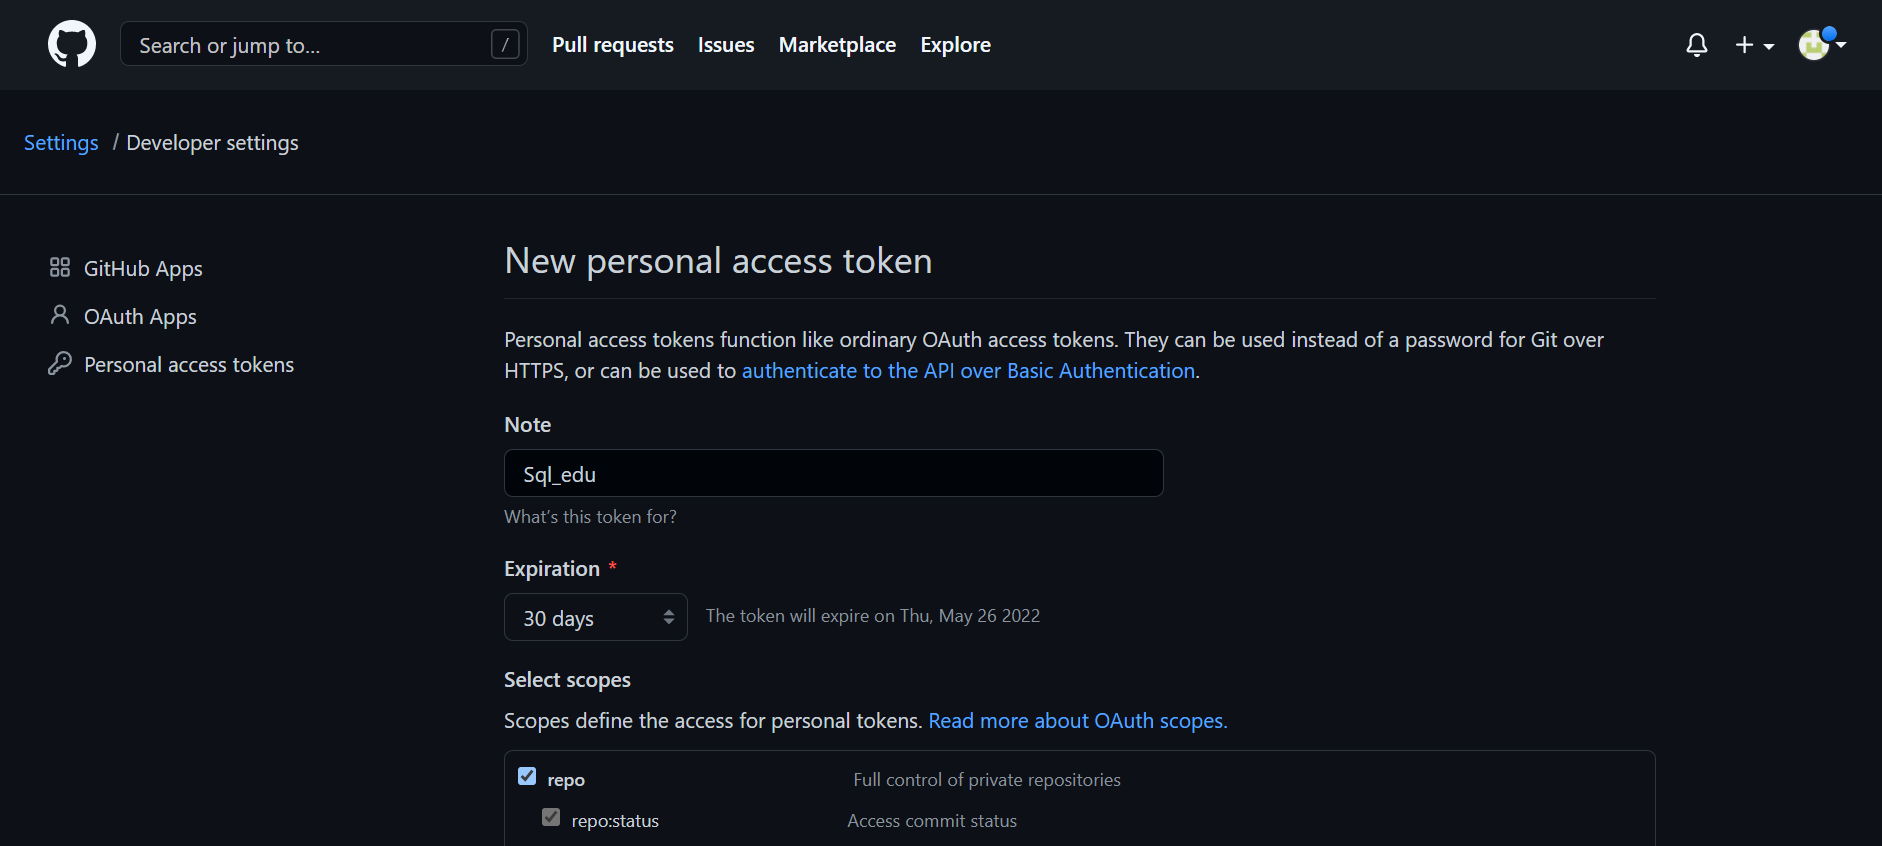 Search or jump to... /
Pull requests Issues Marketplace Explore
Settings / Developer settings
GitHub Apps
OAuth Apps
Personal access tokens
New personal access token
Personal access tokens function like ordinary OAuth access tokens. They can be used instead of a password for Git over
HTTPS, or can be used to authenticate to the API over Basic Authentication.
Note
Sql_edu
What's this token for?
Expiration *
30 days The token will expire on Thu, May 26 2022
Select scopes
Scopes define the access for personal tokens. Read more about OAuth scopes.
repo Full control of private repositories
repo:status Access commit status